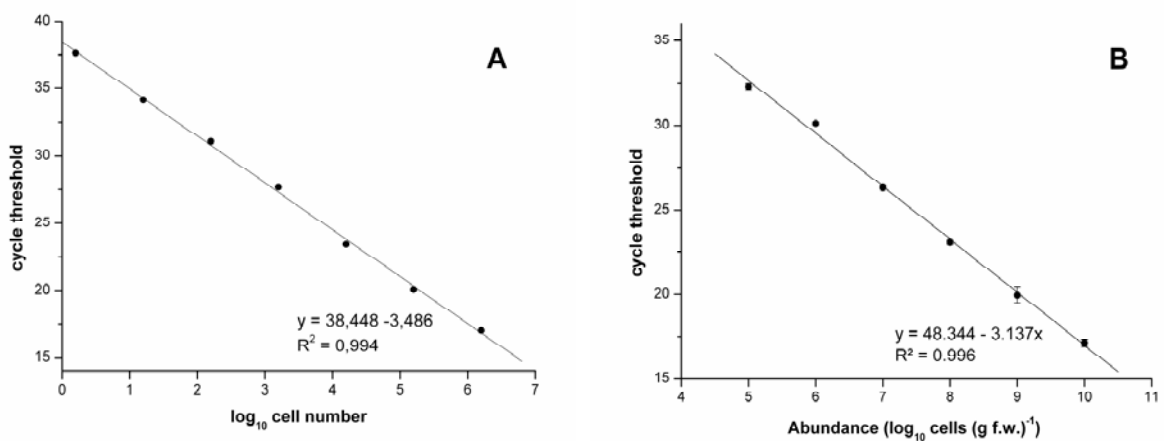 A
40
35
30
25
20
15
cycle threshold
y = 38,448 -3,486
R² = 0,994
0 1 2 3 4 5 6 7
log₁₀ cell number
B
35
30
25
20
15
cycle threshold
y = 48.344 - 3.137x
R² = 0.996
4 5 6 7 8 9 10 11
Abundance (log₁₀ cells (g f.w.)⁻¹)